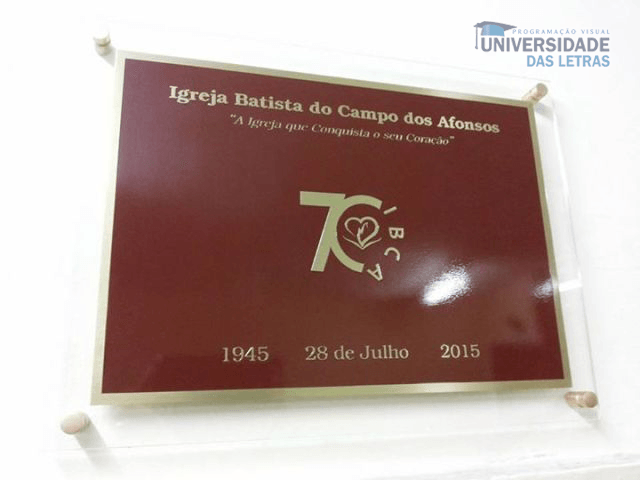 PROGRAMAÇÃO VISUAL
UNIVERSIDADE
DAS LETRAS
Igreja Batista do Campo dos Afonsos
"A Igreja que Conquista o seu Coração"
70
IBCA
1945 28 de Julho 2015